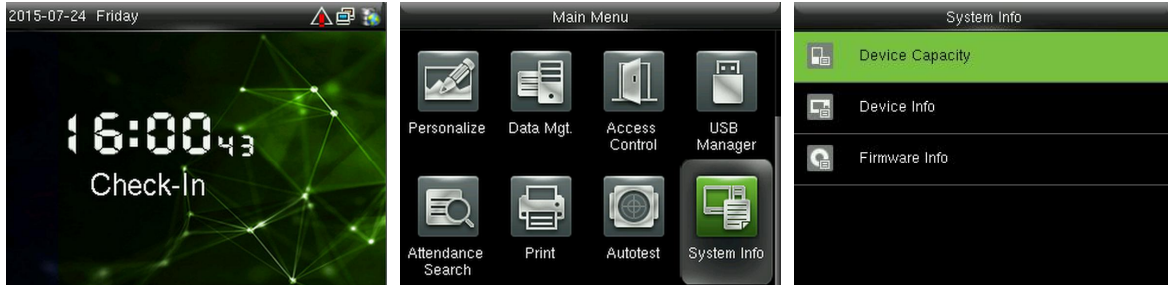 2015-07-24 Friday
16:00 43
Check-In
Main Menu
Personalize
Data Mgt.
Access
Control
USB
Manager
Attendance
Search
Print
Autotest
System Info
System Info
Device Capacity
Device Info
Firmware Info